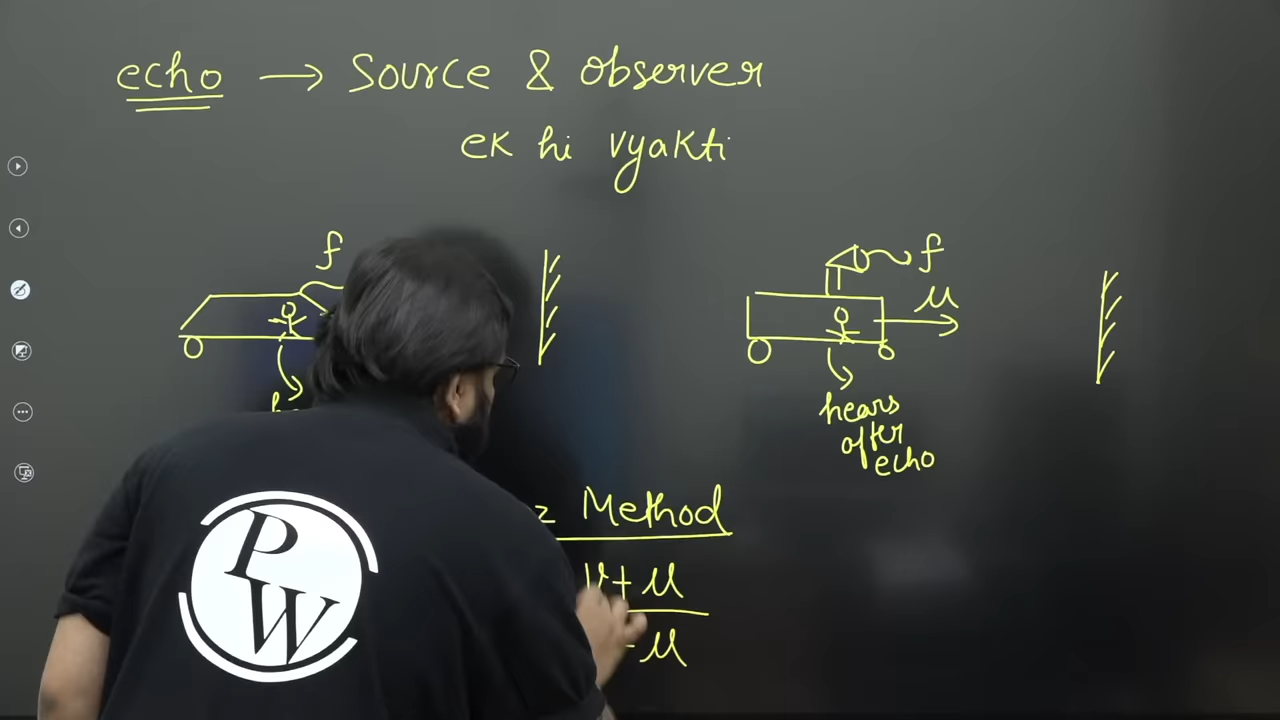 echo → Source & observer
ek hi vyakti
f
f
u
hears
after
echo
Method
v + u
- u
PW